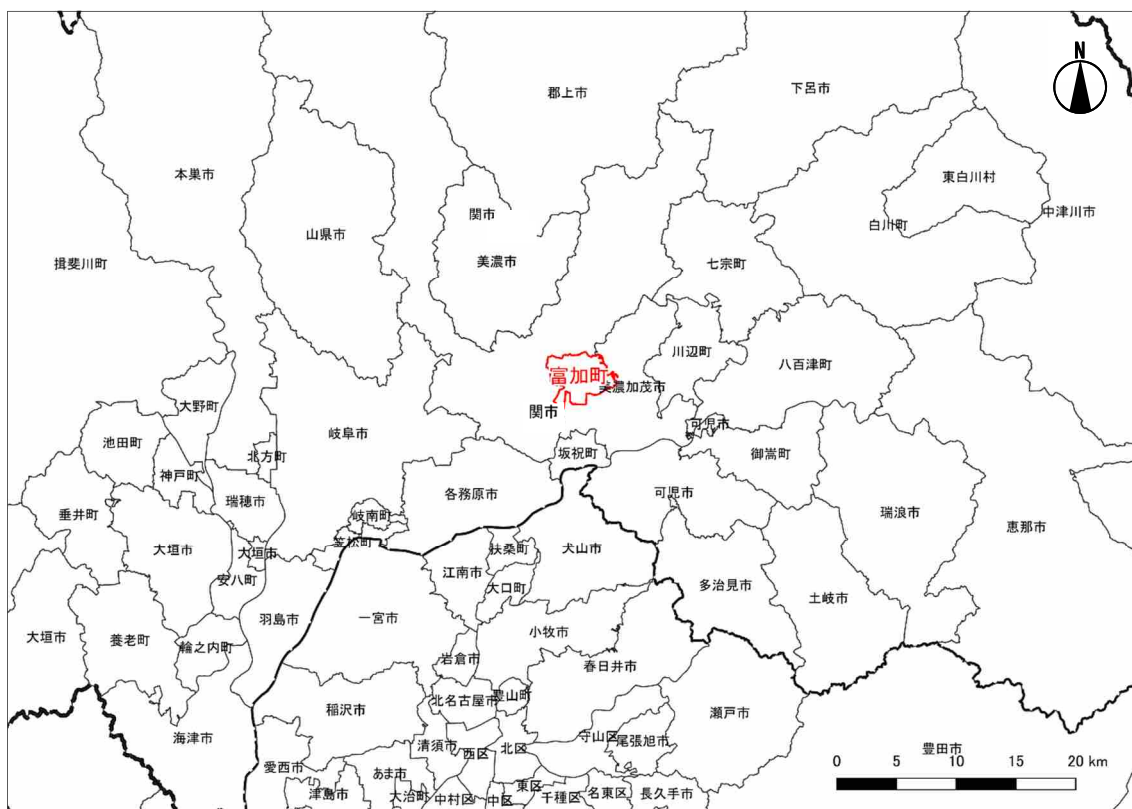 N
郡上市
下呂市
本巣市
東白川村
関市
中津川市
白川町
山県市
美濃市
揖斐川町
七宗町
川辺町
八百津町
富加町
美濃加茂市
大野町
関市
可児市
岐阜市
池田町
坂祝町
御嵩町
北方町
神戸町
各務原市
可児市
瑞穂市
岐南町
瑞浪市
垂井町
恵那市
笠松町
扶桑町
犬山市
大垣市
大垣市
江南市
安八町
大口町
多治見市
土岐市
羽島市
一宮市
小牧市
大垣市
養老町
輪之内町
岩倉市
春日井市
北名古屋市
豊山町
稲沢市
瀬戸市
海津市
清須市
西区
北区
守山区
尾張旭市
豊田市
愛西市
あま市
津島市
大治町
中村区
中区
東区
千種区
名東区
長久手市
0 5 10 15 20 km